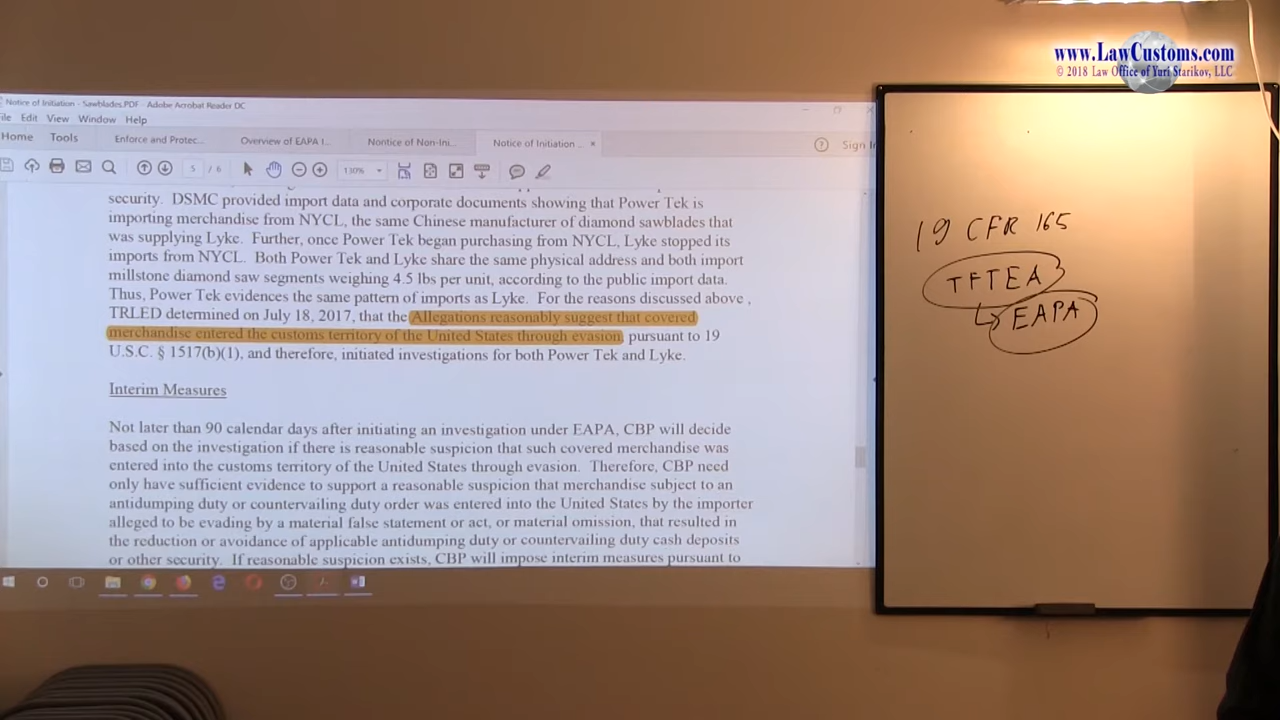 www.LawCustoms.com
© 2018 Law Office of Yuri Starikov, LLC
Notice of Initiation - Sawblades.PDF - Adobe Acrobat Reader DC
ile Edit View Window Help
Home Tools Enforce and Protec... Overview of EAPA I... Nontice of Non-Ini... Notice of Initiation ... × ? Sign In
5 / 6 130%
security. DSMC provided import data and corporate documents showing that Power Tek is
importing merchandise from NYCL, the same Chinese manufacturer of diamond sawblades that
was supplying Lyke. Further, once Power Tek began purchasing from NYCL, Lyke stopped its
imports from NYCL. Both Power Tek and Lyke share the same physical address and both import
millstone diamond saw segments weighing 4.5 lbs per unit, according to the public import data.
Thus, Power Tek evidences the same pattern of imports as Lyke. For the reasons discussed above ,
TRLED determined on July 18, 2017, that the Allegations reasonably suggest that covered
merchandise entered the customs territory of the United States through evasion, pursuant to 19
U.S.C. § 1517(b)(1), and therefore, initiated investigations for both Power Tek and Lyke.
Interim Measures
Not later than 90 calendar days after initiating an investigation under EAPA, CBP will decide
based on the investigation if there is reasonable suspicion that such covered merchandise was
entered into the customs territory of the United States through evasion. Therefore, CBP need
only have sufficient evidence to support a reasonable suspicion that merchandise subject to an
antidumping duty or countervailing duty order was entered into the United States by the importer
alleged to be evading by a material false statement or act, or material omission, that resulted in
the reduction or avoidance of applicable antidumping duty or countervailing duty cash deposits
or other security. If reasonable suspicion exists, CBP will impose interim measures pursuant to
19 CFR 165
TFTEA
EAPA